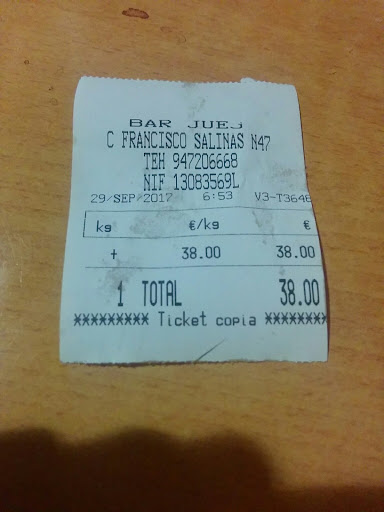 BAR JUEJ
C FRANCISCO SALINAS N47
TEH 947206668
NIF 13083569L
29/SEP/2017 6:53 V3-T3648
kg €/kg €
+ 38.00 38.00
1 TOTAL 38.00
********* Ticket copia ********